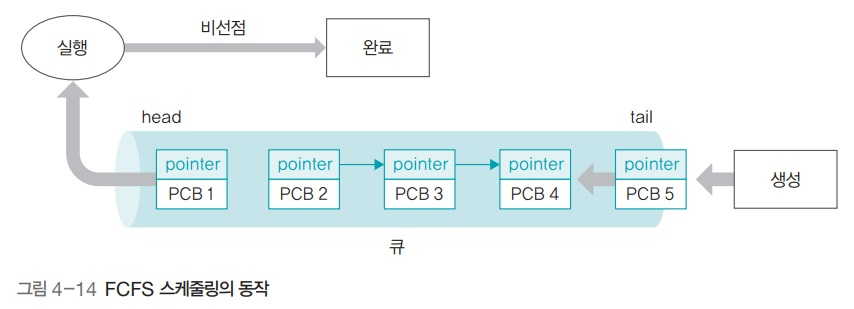 실행
비선점
완료
head
tail
pointer
PCB 1
pointer
PCB 2
pointer
PCB 3
pointer
PCB 4
pointer
PCB 5
생성
큐
그림 4-14 FCFS 스케줄링의 동작